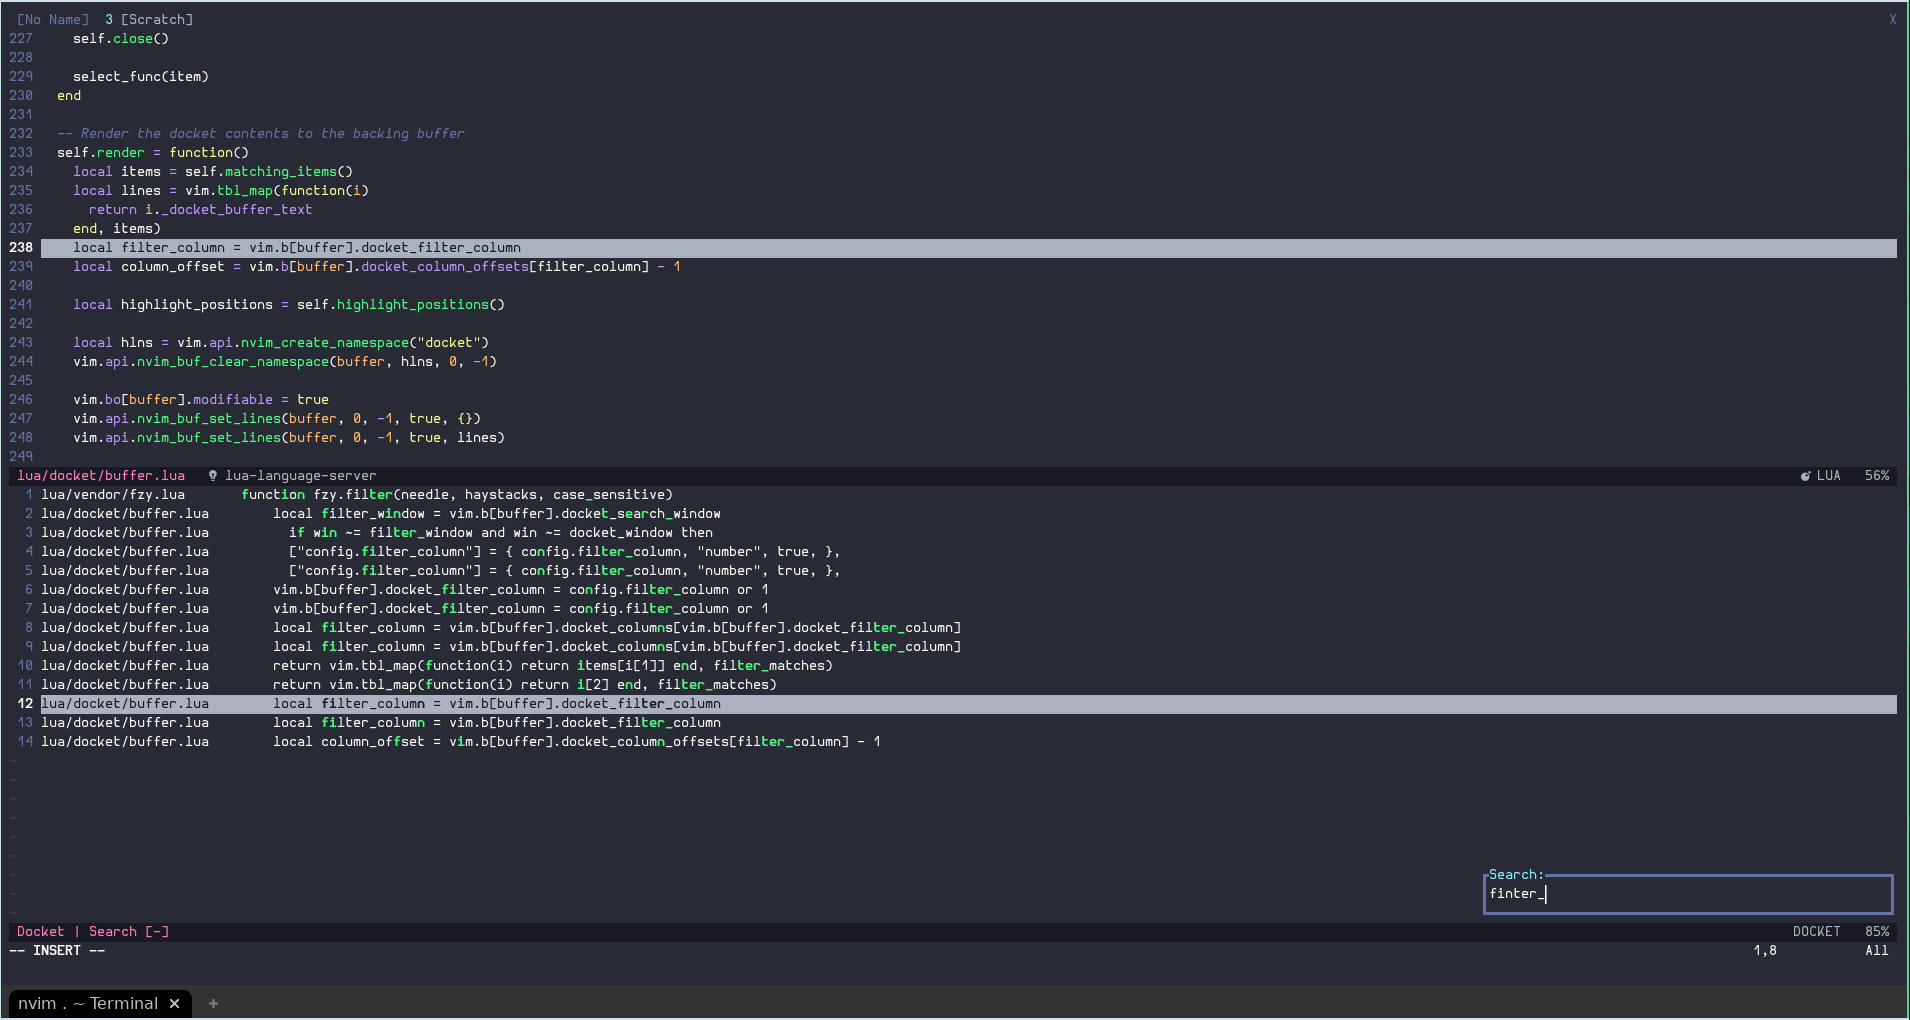 [No Name]  3 [Scratch] X
227     self.close()
228
229     select_func(item)
230   end
231
232   -- Render the docket contents to the backing buffer
233   self.render = function()
234     local items = self.matching_items()
235     local lines = vim.tbl_map(function(i)
236       return i._docket_buffer_text
237     end, items)
238     local filter_column = vim.b[buffer].docket_filter_column
239     local column_offset = vim.b[buffer].docket_column_offsets[filter_column] - 1
240
241     local highlight_positions = self.highlight_positions()
242
243     local hlns = vim.api.nvim_create_namespace("docket")
244     vim.api.nvim_buf_clear_namespace(buffer, hlns, 0, -1)
245
246     vim.bo[buffer].modifiable = true
247     vim.api.nvim_buf_set_lines(buffer, 0, -1, true, {})
248     vim.api.nvim_buf_set_lines(buffer, 0, -1, true, lines)
249
lua/docket/buffer.lua   lua-language-server LUA   56%
1 lua/vendor/fzy.lua       function fzy.filter(needle, haystacks, case_sensitive)
2 lua/docket/buffer.lua        local filter_window = vim.b[buffer].docket_search_window
3 lua/docket/buffer.lua          if win ~= filter_window and win ~= docket_window then
4 lua/docket/buffer.lua          ["config.filter_column"] = { config.filter_column, "number", true, },
5 lua/docket/buffer.lua          ["config.filter_column"] = { config.filter_column, "number", true, },
6 lua/docket/buffer.lua        vim.b[buffer].docket_filter_column = config.filter_column or 1
7 lua/docket/buffer.lua        vim.b[buffer].docket_filter_column = config.filter_column or 1
8 lua/docket/buffer.lua        local filter_column = vim.b[buffer].docket_columns[vim.b[buffer].docket_filter_column]
9 lua/docket/buffer.lua        local filter_column = vim.b[buffer].docket_columns[vim.b[buffer].docket_filter_column]
10 lua/docket/buffer.lua        return vim.tbl_map(function(i) return items[i[1]] end, filter_matches)
11 lua/docket/buffer.lua        return vim.tbl_map(function(i) return i[2] end, filter_matches)
12 lua/docket/buffer.lua        local filter_column = vim.b[buffer].docket_filter_column
13 lua/docket/buffer.lua        local filter_column = vim.b[buffer].docket_filter_column
14 lua/docket/buffer.lua        local column_offset = vim.b[buffer].docket_column_offsets[filter_column] - 1
~
~
~
~
~
~
~
~
~
Search:
finter_
Docket | Search [-] DOCKET   85%
-- INSERT -- 1,8 All
nvim . ~ Terminal × +